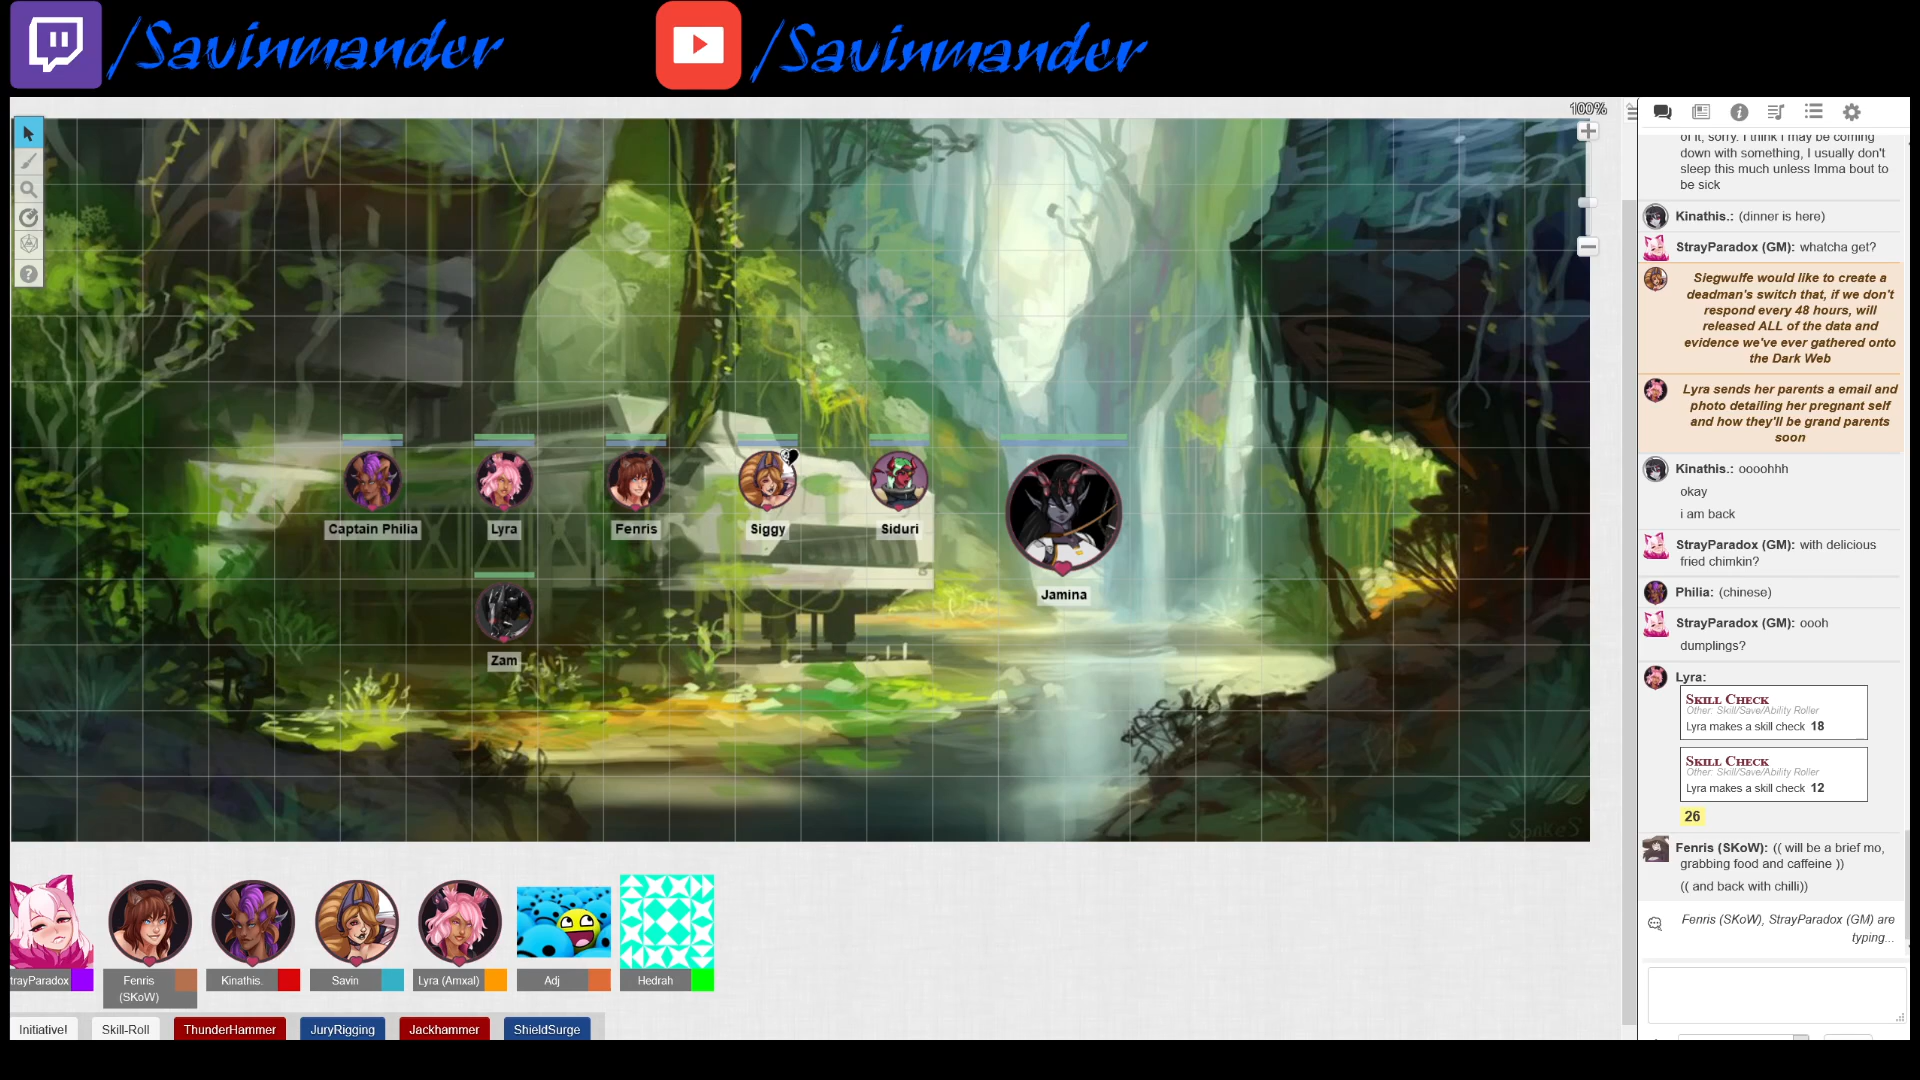 /Savinmander
/Savinmander
100%
Captain Philia
Lyra
Fenris
Siggy
Siduri
Jamina
Zam
SpnkeS
of it, sorry. I think I may be coming
down with something, I usually don't
sleep this much unless Imma bout to
be sick
Kinathis.: (dinner is here)
StrayParadox (GM): whatcha get?
Siegwulfe would like to create a
deadman's switch that, if we don't
respond every 48 hours, will
released ALL of the data and
evidence we've ever gathered onto
the Dark Web
Lyra sends her parents a email and
photo detailing her pregnant self
and how they'll be grand parents
soon
Kinathis.: oooohhh
okay
i am back
StrayParadox (GM): with delicious
fried chimkin?
Philia: (chinese)
StrayParadox (GM): oooh
dumplings?
Lyra:
Skill Check
Other: Skill/Save/Ability Roller
Lyra makes a skill check 18
Skill Check
Other: Skill/Save/Ability Roller
Lyra makes a skill check 12
26
Fenris (SKoW): (( will be a brief mo,
grabbing food and caffeine ))
(( and back with chilli))
Fenris (SKoW), StrayParadox (GM) are
typing...
trayParadox
Fenris
(SKoW)
Kinathis.
Savin
Lyra (Amxal)
Adj
Hedrah
Initiative!
Skill-Roll
ThunderHammer
JuryRigging
Jackhammer
ShieldSurge